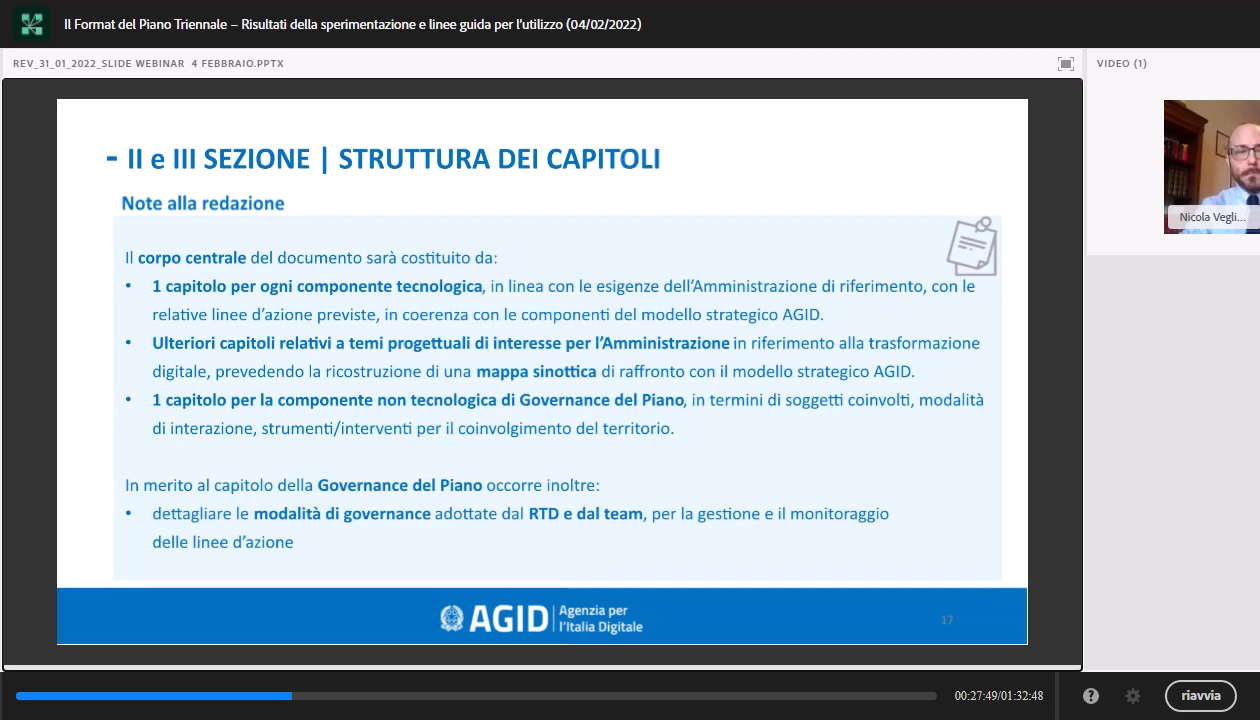 Il Format del Piano Triennale – Risultati della sperimentazione e linee guida per l'utilizzo (04/02/2022)
REV_31_01_2022_SLIDE WEBINAR 4 FEBBRAIO.PPTX
VIDEO (1)
- II e III SEZIONE | STRUTTURA DEI CAPITOLI
Note alla redazione
Il corpo centrale del documento sarà costituito da:
• 1 capitolo per ogni componente tecnologica, in linea con le esigenze dell'Amministrazione di riferimento, con le
relative linee d'azione previste, in coerenza con le componenti del modello strategico AGID.
• Ulteriori capitoli relativi a temi progettuali di interesse per l'Amministrazione in riferimento alla trasformazione
digitale, prevedendo la ricostruzione di una mappa sinottica di raffronto con il modello strategico AGID.
• 1 capitolo per la componente non tecnologica di Governance del Piano, in termini di soggetti coinvolti, modalità
di interazione, strumenti/interventi per il coinvolgimento del territorio.
In merito al capitolo della Governance del Piano occorre inoltre:
• dettagliare le modalità di governance adottate dal RTD e dal team, per la gestione e il monitoraggio
delle linee d'azione
AGID | Agenzia per
l'Italia Digitale
17
Nicola Vegli...
00:27:49/01:32:48
?
riavvia